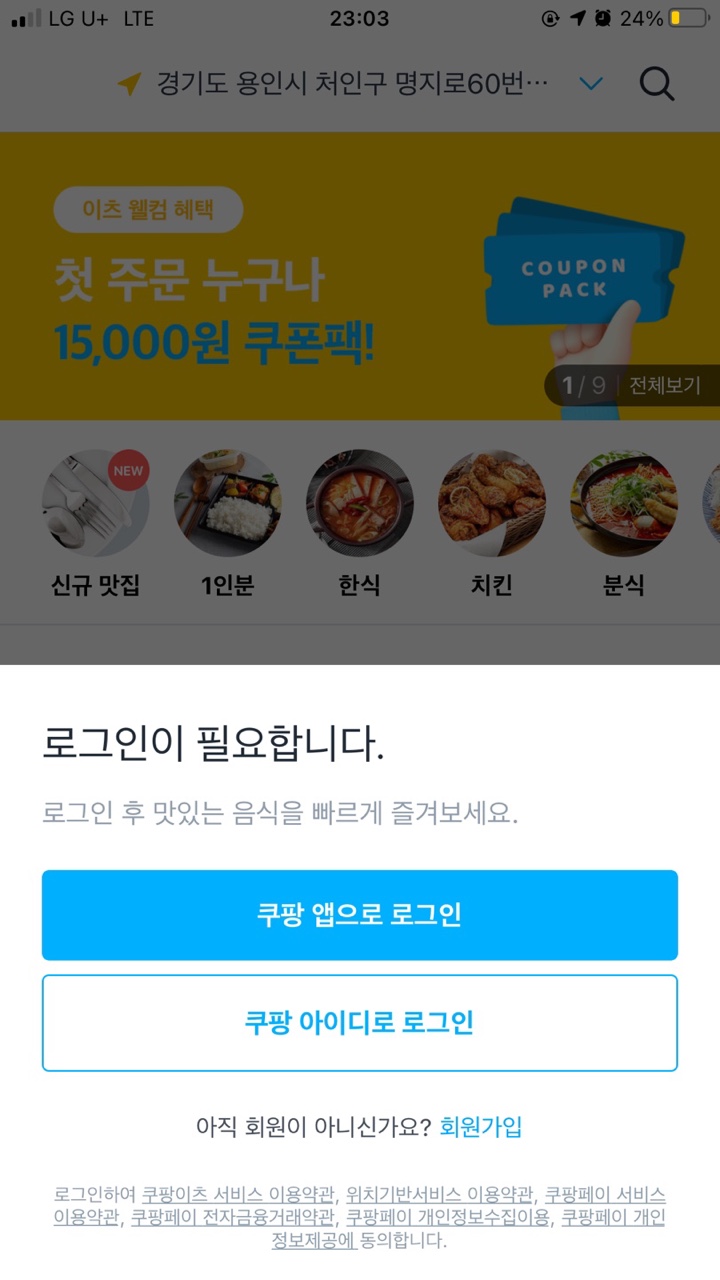 LG U+ LTE 23:03 24%
경기도 용인시 처인구 명지로60번…
이츠 웰컴 혜택
첫 주문 누구나
15,000원 쿠폰팩!
COUPON
PACK
1 / 9 | 전체보기
NEW
신규 맛집 1인분 한식 치킨 분식
로그인이 필요합니다.
로그인 후 맛있는 음식을 빠르게 즐겨보세요.
쿠팡 앱으로 로그인
쿠팡 아이디로 로그인
아직 회원이 아니신가요? 회원가입
로그인하여 쿠팡이츠 서비스 이용약관, 위치기반서비스 이용약관, 쿠팡페이 서비스
이용약관, 쿠팡페이 전자금융거래약관, 쿠팡페이 개인정보수집이용, 쿠팡페이 개인
정보제공에 동의합니다.